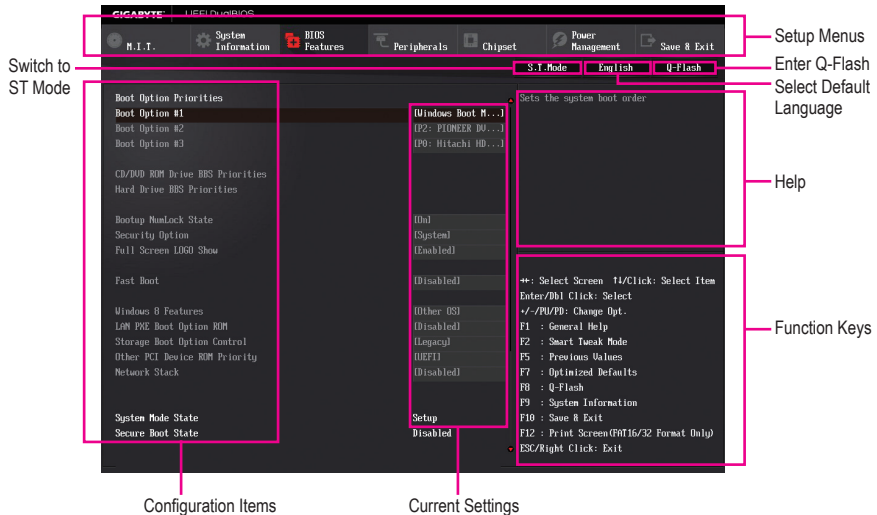 GIGABYTE UEFI DualBIOS
M.I.T.
System Information
BIOS Features
Peripherals
Chipset
Power Management
Save & Exit
Setup Menus
Switch to ST Mode
S.T.Mode
English
Q-Flash
Enter Q-Flash
Select Default Language
Boot Option Priorities
Boot Option #1 [Windows Boot M...]
Boot Option #2 [P2: PIONEER DV...]
Boot Option #3 [P0: Hitachi HD...]
CD/DVD ROM Drive BBS Priorities
Hard Drive BBS Priorities
Bootup NumLock State [On]
Security Option [System]
Full Screen LOGO Show [Enabled]
Fast Boot [Disabled]
Windows 8 Features [Other OS]
LAN PXE Boot Option ROM [Disabled]
Storage Boot Option Control [Legacy]
Other PCI Device ROM Priority [UEFI]
Network Stack [Disabled]
System Mode State Setup
Secure Boot State Disabled
Sets the system boot order
Help
→←: Select Screen ↑↓/Click: Select Item
Enter/Dbl Click: Select
+/-/PU/PD: Change Opt.
F1 : General Help
F2 : Smart Tweak Mode
F5 : Previous Values
F7 : Optimized Defaults
F8 : Q-Flash
F9 : System Information
F10 : Save & Exit
F12 : Print Screen(FAT16/32 Format Only)
ESC/Right Click: Exit
Function Keys
Configuration Items
Current Settings